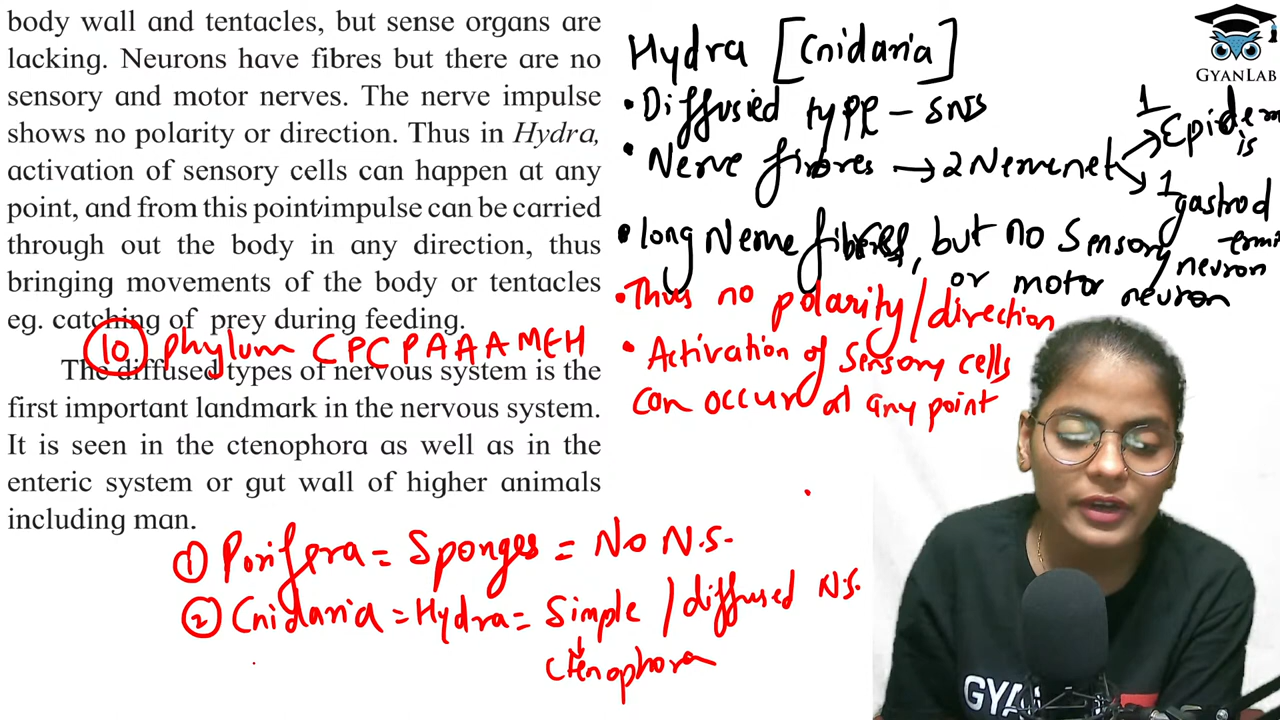 body wall and tentacles, but sense organs are
lacking. Neurons have fibres but there are no
sensory and motor nerves. The nerve impulse
shows no polarity or direction. Thus in Hydra,
activation of sensory cells can happen at any
point, and from this point impulse can be carried
through out the body in any direction, thus
bringing movements of the body or tentacles
eg. catching of prey during feeding.
10 Phylum C P C P A A A M E H
The diffused types of nervous system is the
first important landmark in the nervous system.
It is seen in the ctenophora as well as in the
enteric system or gut wall of higher animals
including man.
① Porifera = Sponges = No N.S.
② Cnidaria = Hydra = Simple / diffused N.S.
Ctenophora
Hydra [Cnidaria]
• Diffusied type – SNS
• Nerve fibres → 2 Nerve net
1 Epiderm
is
1 gastrod
ermi
• long Nerve fibres, but no Sensory
neuron
or motor neuron
• Thus no polarity / direction
• Activation of Sensory cells
can occur at any point
GYANLAB
GYA